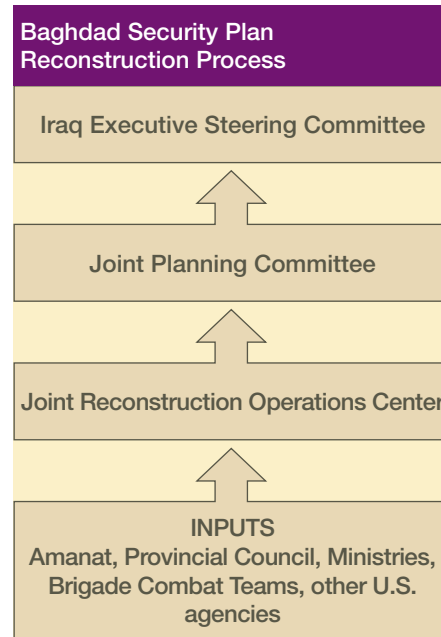 Baghdad Security Plan
Reconstruction Process
Iraq Executive Steering Committee
Joint Planning Committee
Joint Reconstruction Operations Center
INPUTS
Amanat, Provincial Council, Ministries,
Brigade Combat Teams, other U.S.
agencies